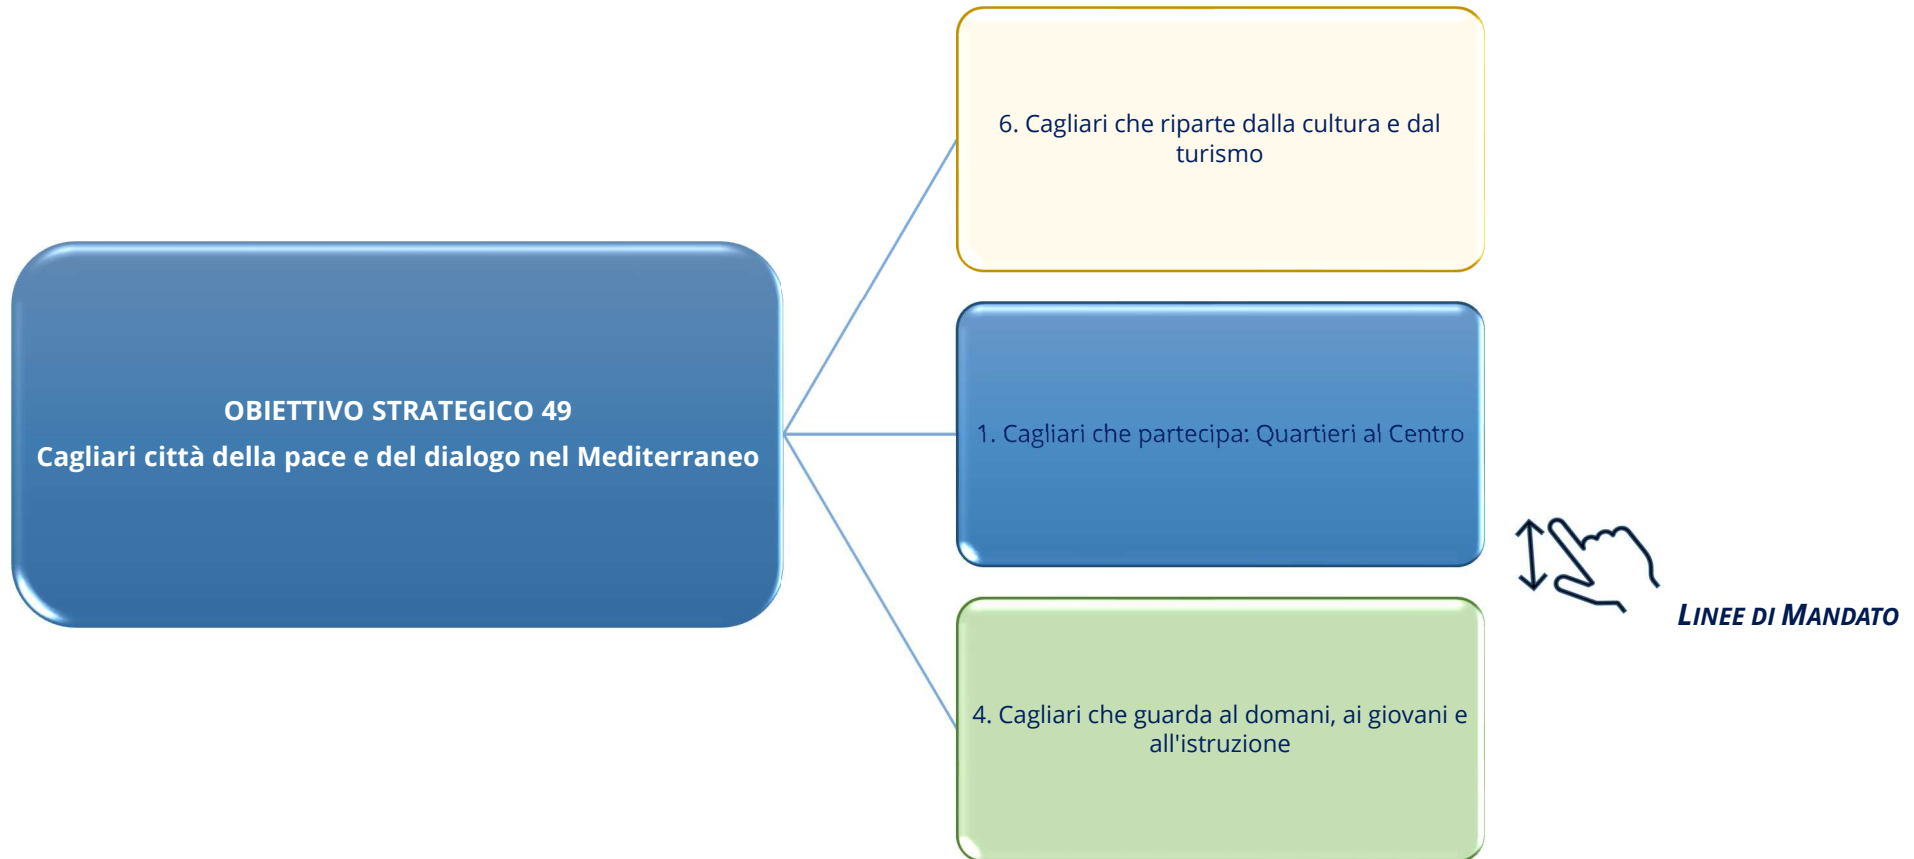 OBIETTIVO STRATEGICO 49
Cagliari città della pace e del dialogo nel Mediterraneo
6. Cagliari che riparte dalla cultura e dal
turismo
1. Cagliari che partecipa: Quartieri al Centro
4. Cagliari che guarda al domani, ai giovani e
all'istruzione
LINEE DI MANDATO